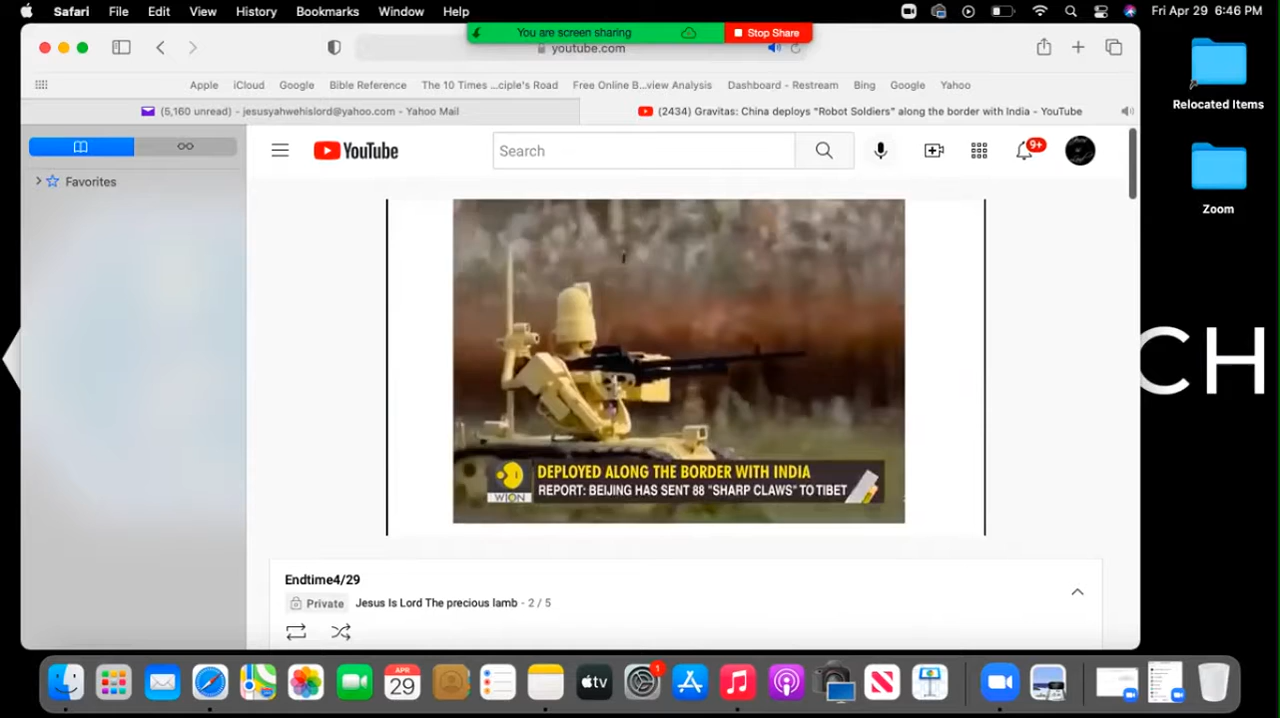 Safari File Edit View History Bookmarks Window Help Fri Apr 29 6:46 PM
You are screen sharing Stop Share
youtube.com
Apple iCloud Google Bible Reference The 10 Times ...ciple's Road Free Online B...view Analysis Dashboard - Restream Bing Google Yahoo
(5,160 unread) - jesusyahwehislord@yahoo.com - Yahoo Mail
(2434) Gravitas: China deploys "Robot Soldiers" along the border with India - YouTube
Relocated Items
YouTube
Search
9+
Favorites
Zoom
CH
DEPLOYED ALONG THE BORDER WITH INDIA
REPORT: BEIJING HAS SENT 88 "SHARP CLAWS" TO TIBET
WION
Endtime4/29
Private Jesus Is Lord The precious lamb - 2 / 5
APR
29
tv
1